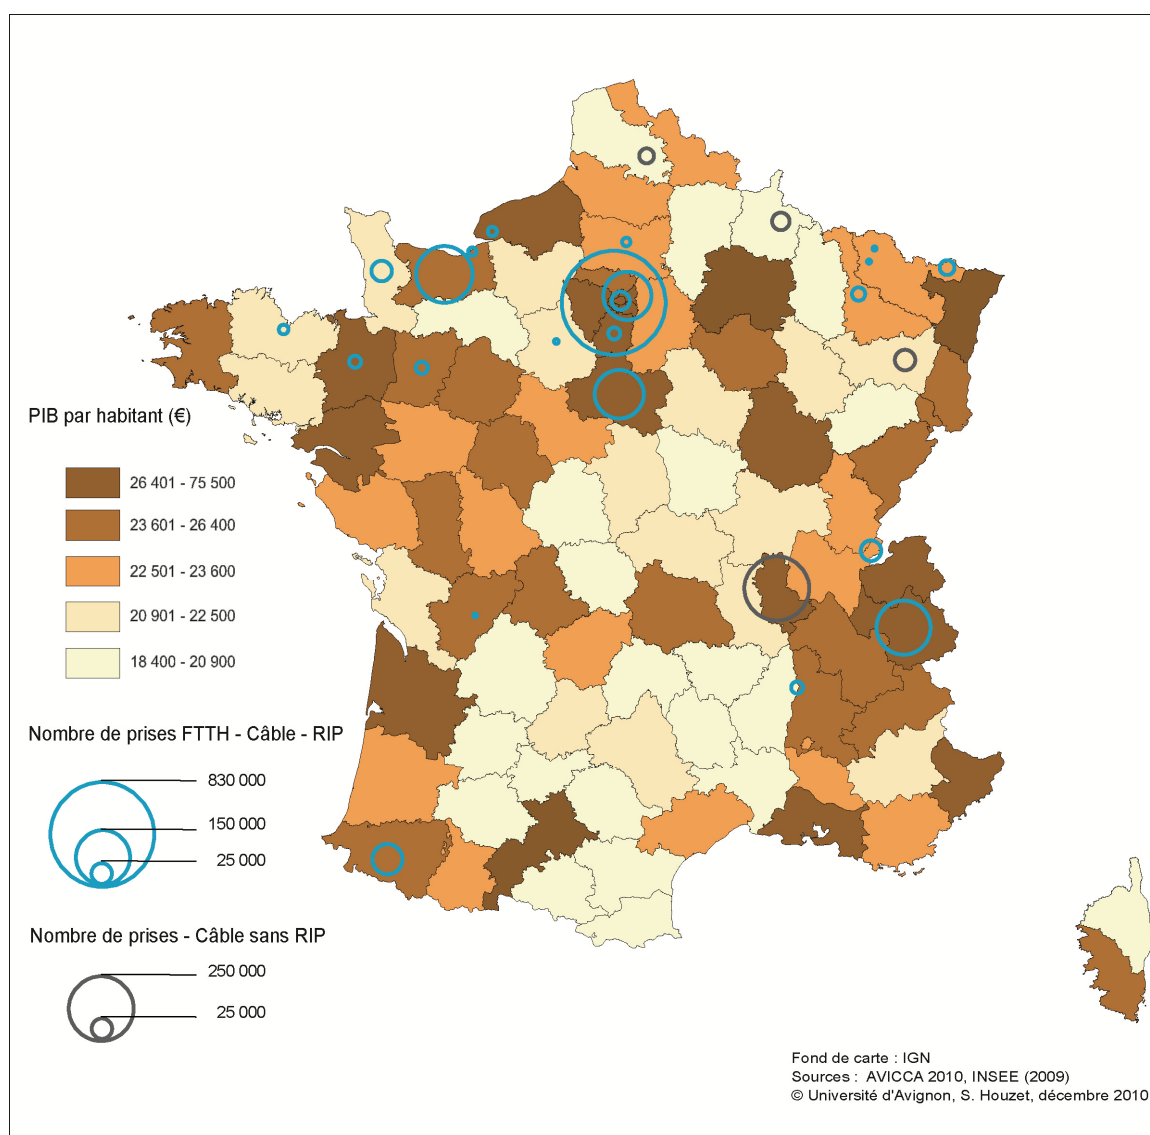 PIB par habitant (€)
26 401 - 75 500
23 601 - 26 400
22 501 - 23 600
20 901 - 22 500
18 400 - 20 900
Nombre de prises FTTH - Câble - RIP
830 000
150 000
25 000
Nombre de prises - Câble sans RIP
250 000
25 000
Fond de carte : IGN
Sources : AVICCA 2010, INSEE (2009)
© Université d'Avignon, S. Houzet, décembre 2010